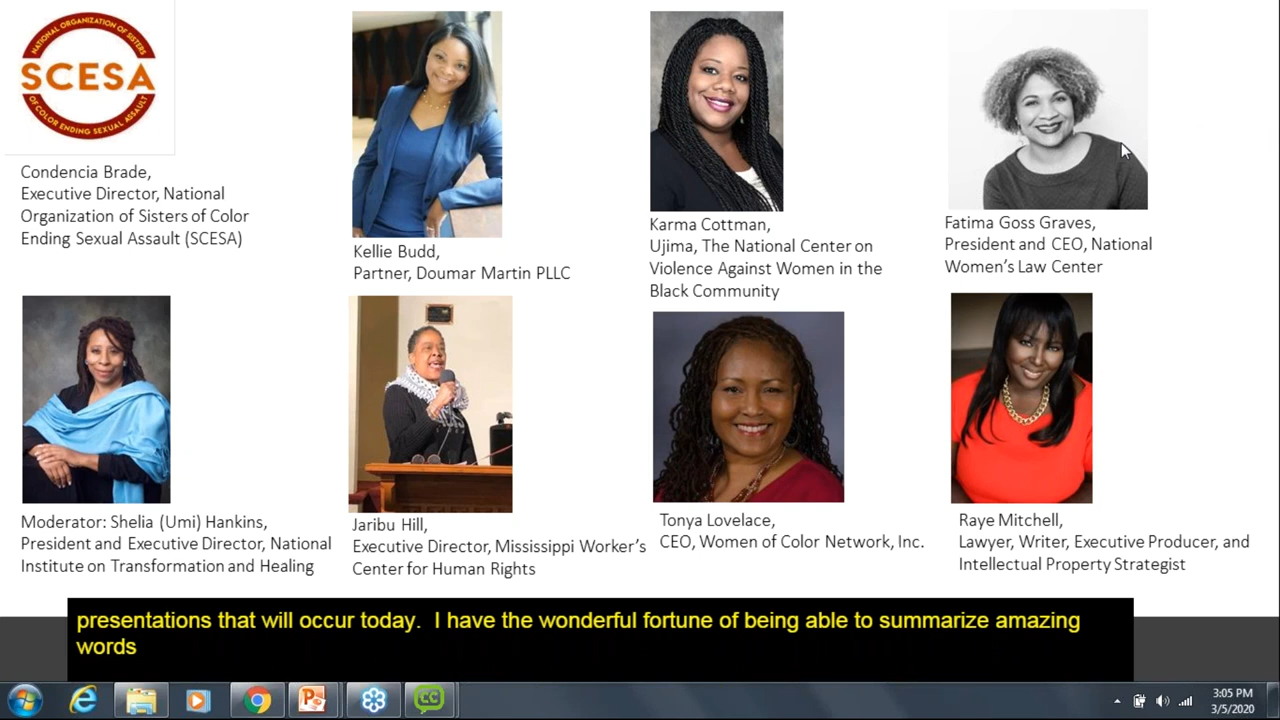 NATIONAL ORGANIZATION OF SISTERS
SCESA
OF COLOR ENDING SEXUAL ASSAULT
Condencia Brade,
Executive Director, National
Organization of Sisters of Color
Ending Sexual Assault (SCESA)
Kellie Budd,
Partner, Doumar Martin PLLC
Karma Cottman,
Ujima, The National Center on
Violence Against Women in the
Black Community
Fatima Goss Graves,
President and CEO, National
Women's Law Center
Moderator: Shelia (Umi) Hankins,
President and Executive Director, National
Institute on Transformation and Healing
Jaribu Hill,
Executive Director, Mississippi Worker's
Center for Human Rights
Tonya Lovelace,
CEO, Women of Color Network, Inc.
Raye Mitchell,
Lawyer, Writer, Executive Producer, and
Intellectual Property Strategist
presentations that will occur today.  I have the wonderful fortune of being able to summarize amazing
words
CC
3:05 PM
3/5/2020